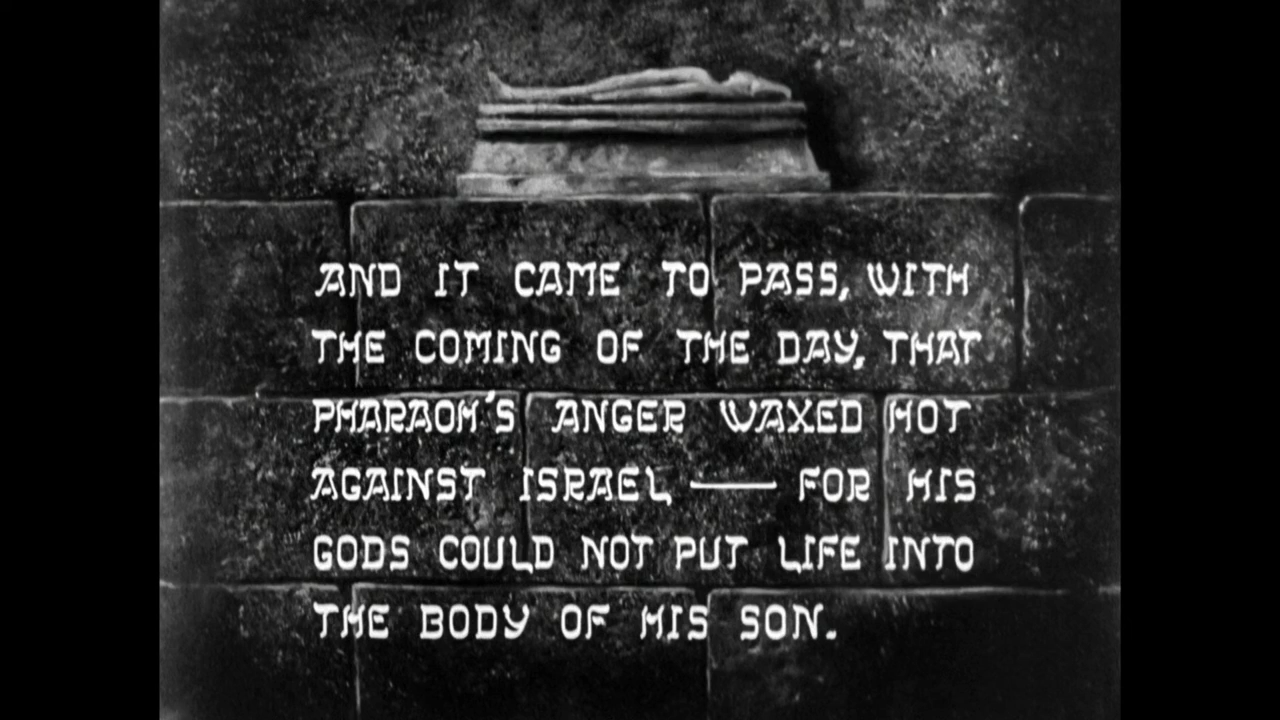 AND IT CAME TO PASS, WITH
THE COMING OF THE DAY, THAT
PHARAOH'S ANGER WAXED HOT
AGAINST ISRAEL — FOR HIS
GODS COULD NOT PUT LIFE INTO
THE BODY OF HIS SON.